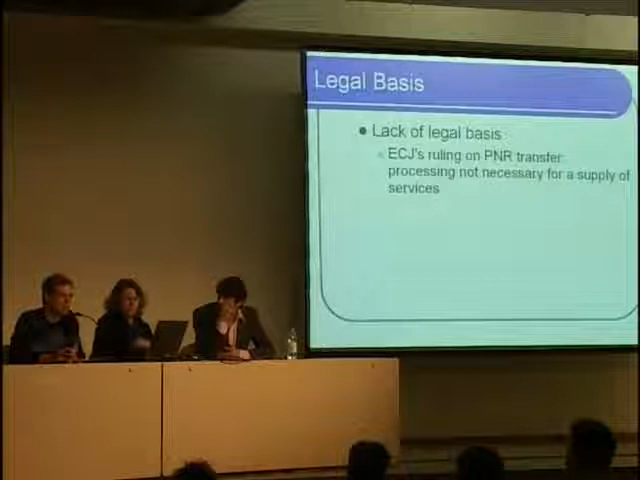 Legal Basis
Lack of legal basis
ECJ's ruling on PNR transfer:
processing not necessary for a supply of
services